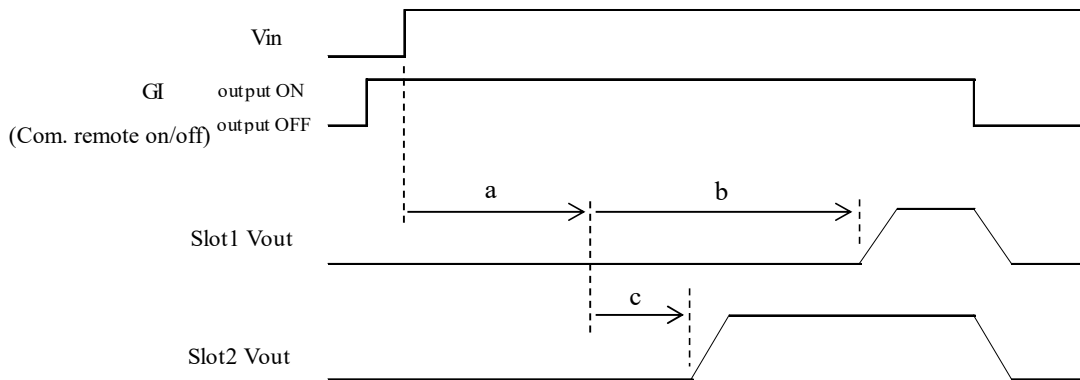 Vin
GI output ON
(Com. remote on/off) output OFF
a b
Slot1 Vout
c
Slot2 Vout